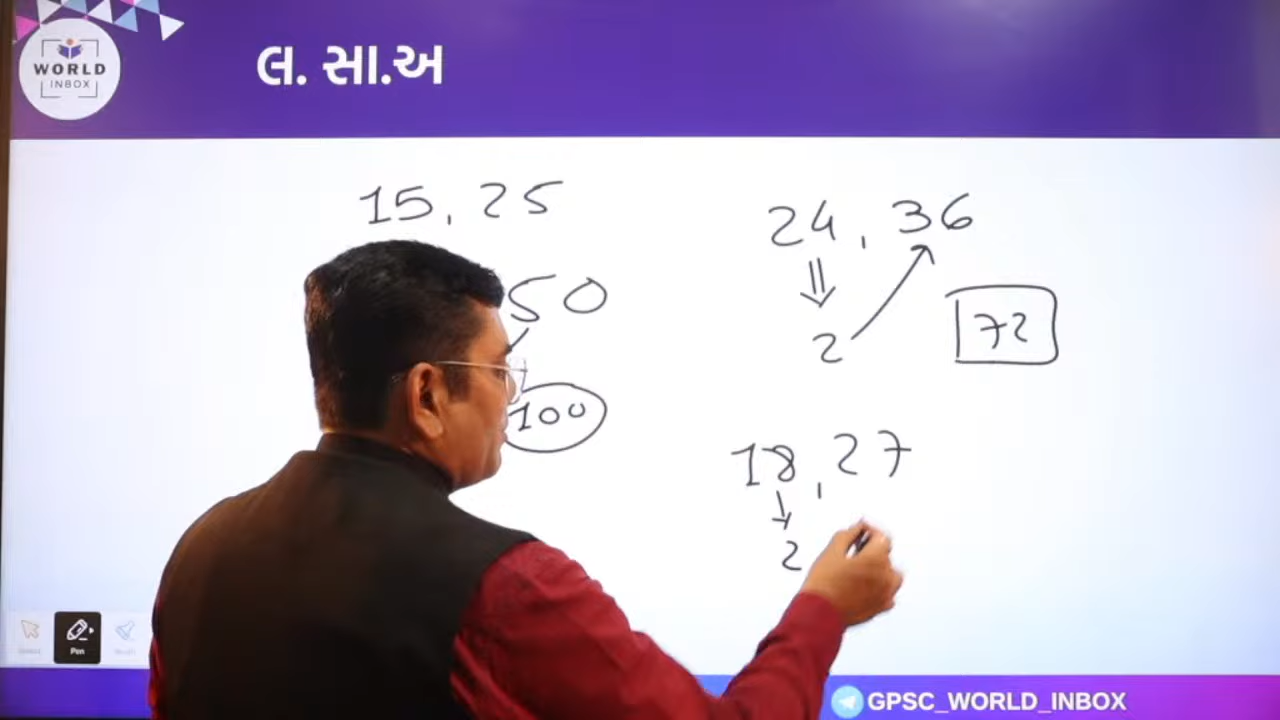 WORLD
INBOX
લ. સા.અ
15, 25
50
100
24, 36
2
72
18, 27
2
Pen
GPSC_WORLD_INBOX